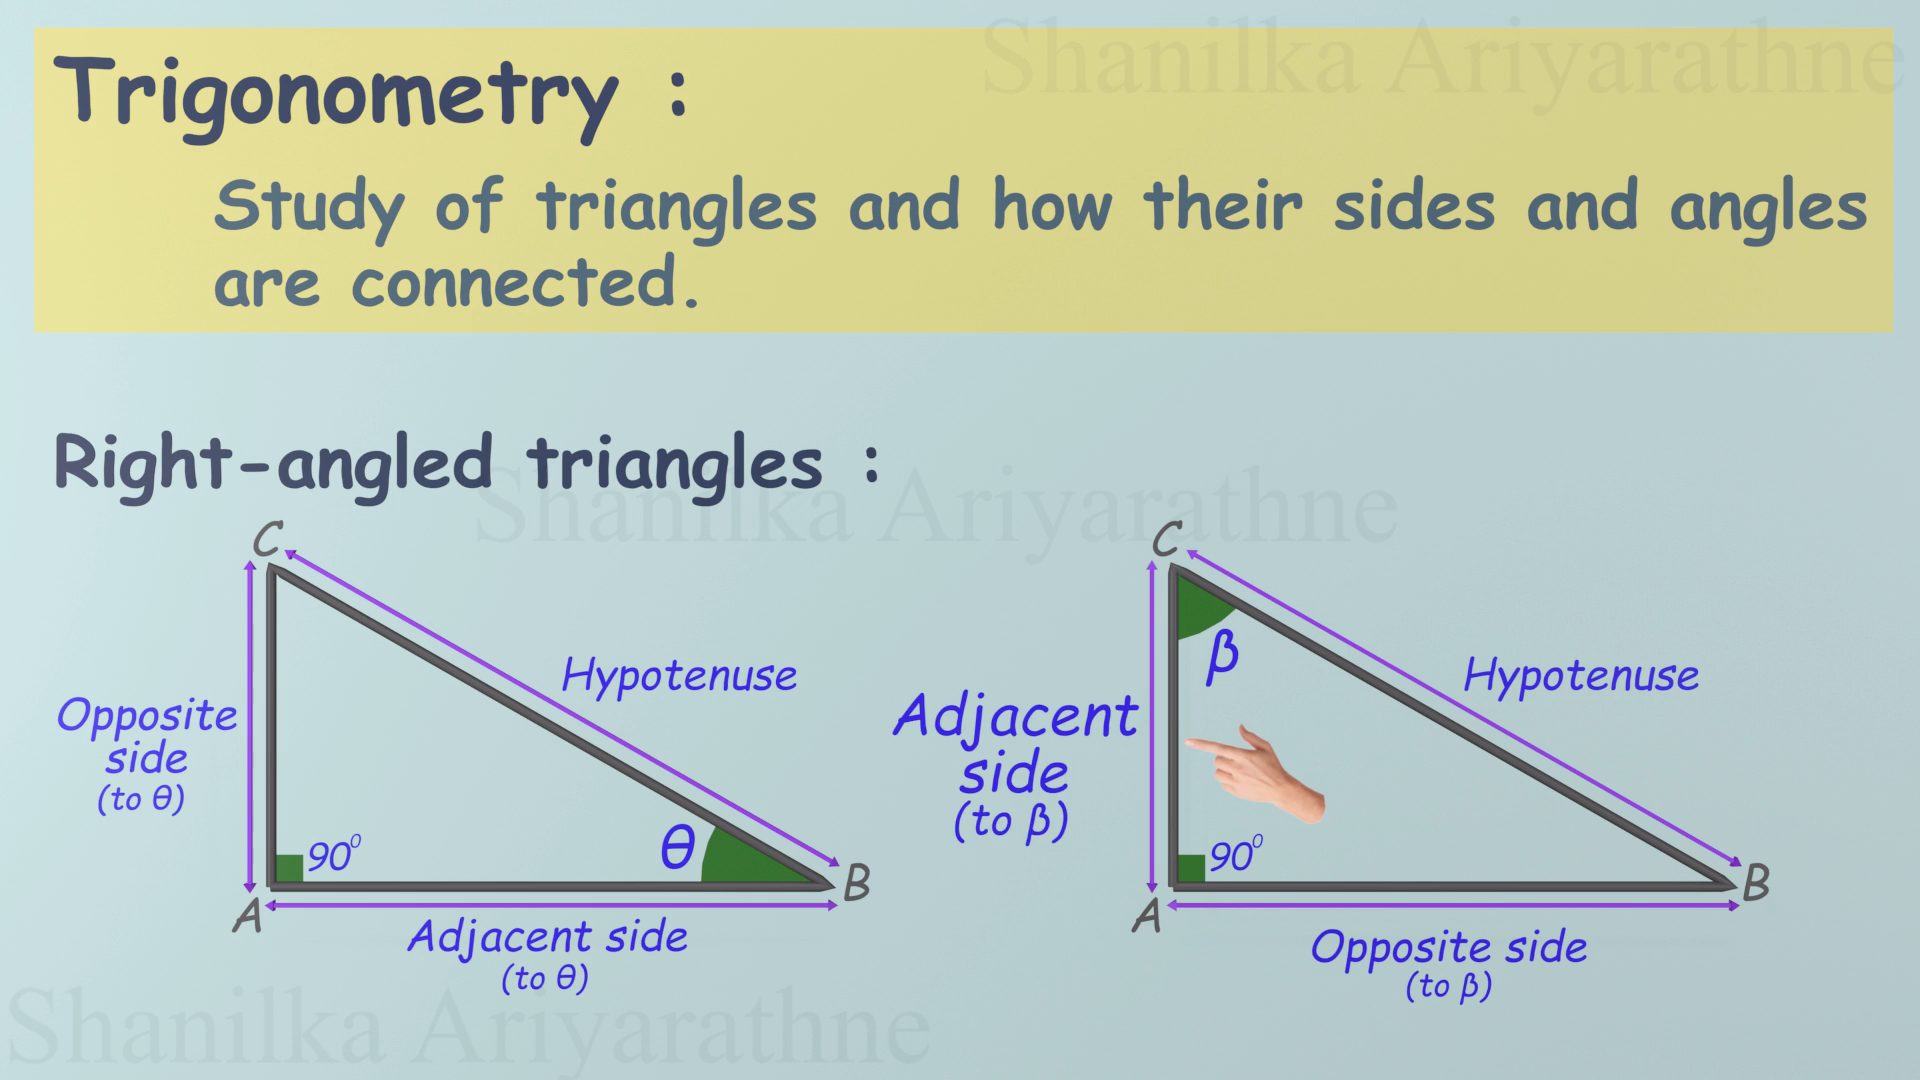 Shanilka Ariyarathne
Trigonometry :
Study of triangles and how their sides and angles
are connected.
Right-angled triangles :
Shanilka Ariyarathne
C
Hypotenuse
Opposite
side
(to θ)
90⁰
θ
A
B
Adjacent side
(to θ)
C
β
Hypotenuse
Adjacent
side
(to β)
90⁰
A
B
Opposite side
(to β)
Shanilka Ariyarathne